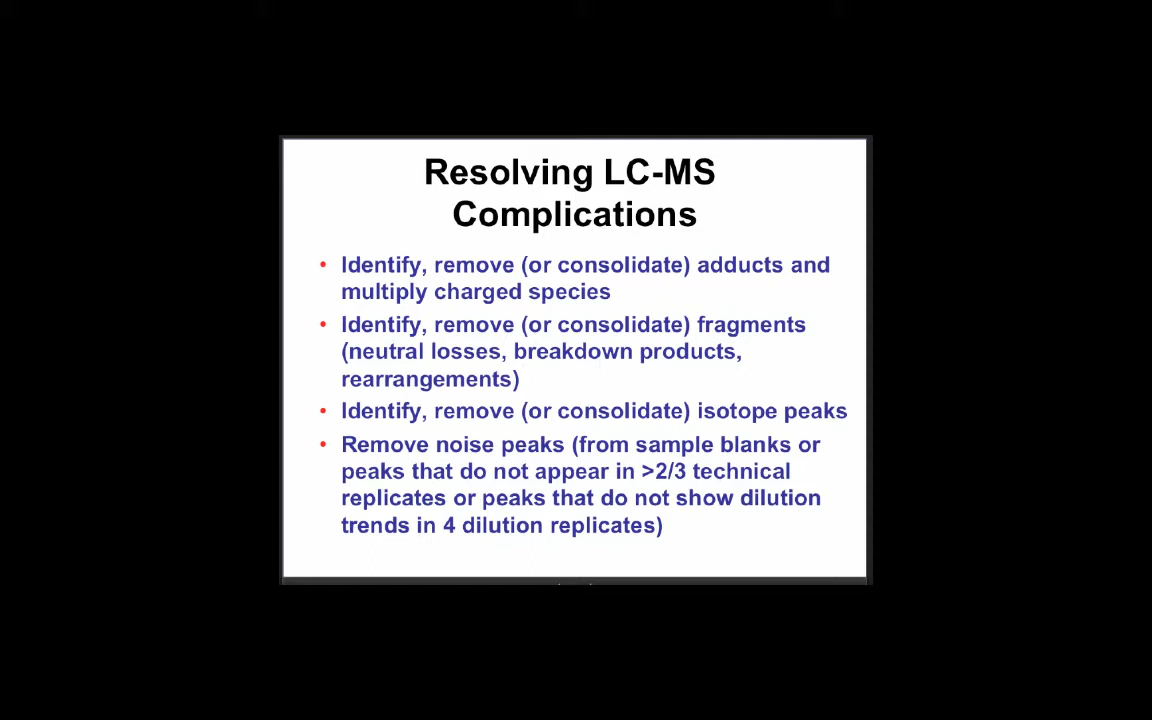 Resolving LC-MS
Complications
• Identify, remove (or consolidate) adducts and
multiply charged species
• Identify, remove (or consolidate) fragments
(neutral losses, breakdown products,
rearrangements)
• Identify, remove (or consolidate) isotope peaks
• Remove noise peaks (from sample blanks or
peaks that do not appear in >2/3 technical
replicates or peaks that do not show dilution
trends in 4 dilution replicates)